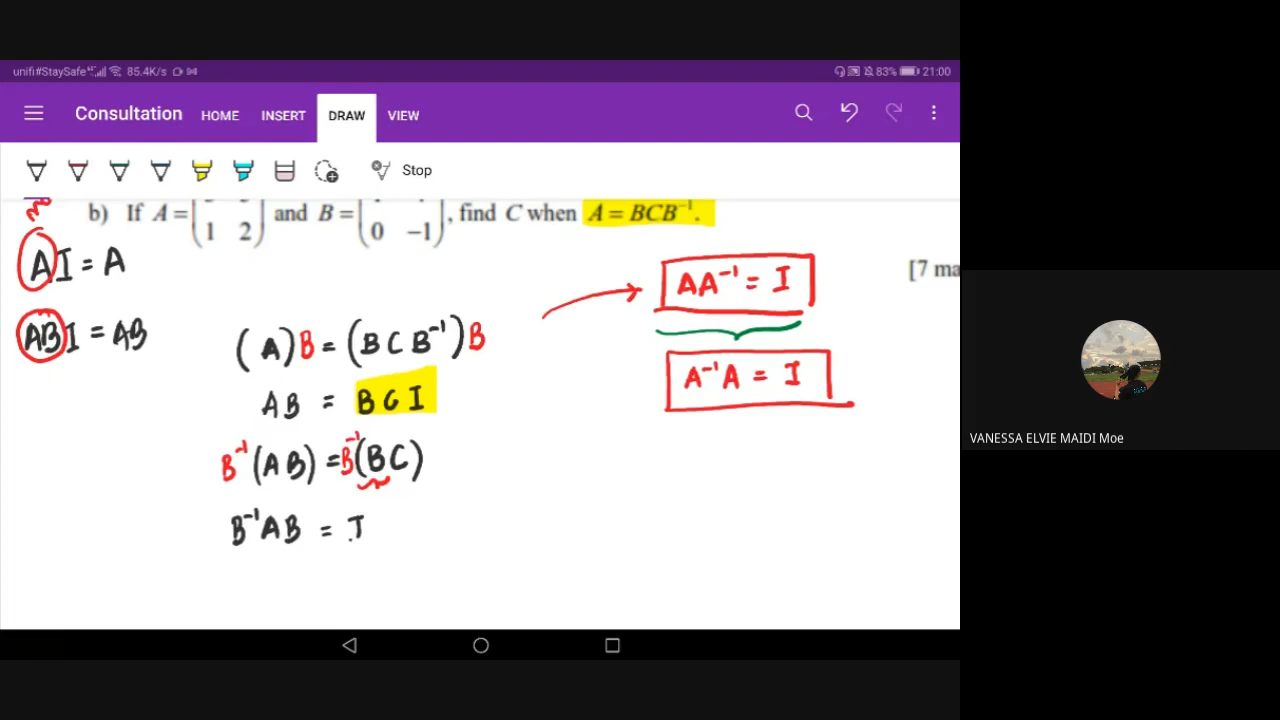 unifi#StaySafe 85.4K/s 83% 21:00
Consultation HOME INSERT DRAW VIEW
Stop
b) If A = and B = , find C when A = BCB⁻¹.
1 2 0 -1
[7 ma
AI = A
AA⁻¹ = I
ABI = AB
(A)B = (BCB⁻¹)B
A⁻¹A = I
AB = BCI
B⁻¹(AB) = B⁻¹(BC)
VANESSA ELVIE MAIDI Moe
B⁻¹AB = I